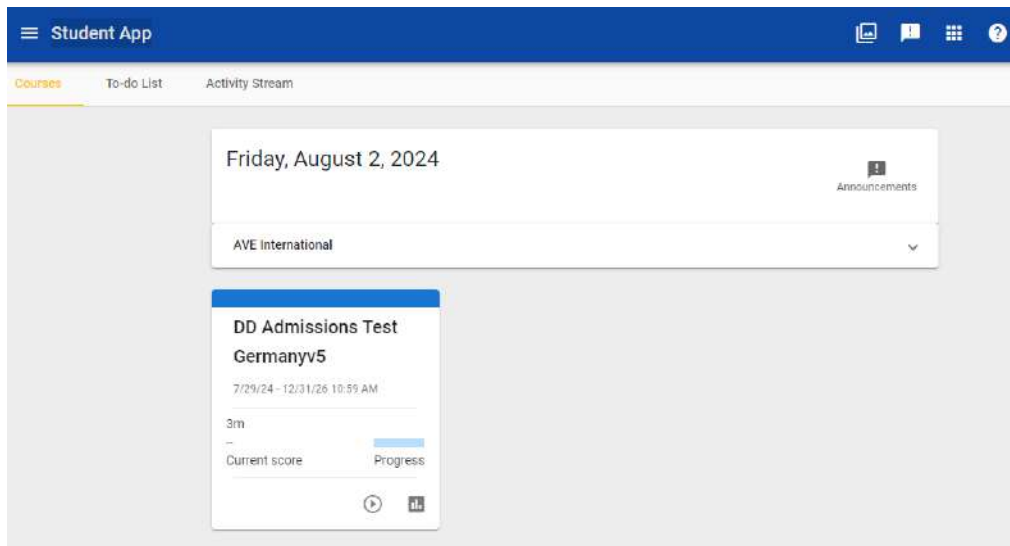 Student App
Courses To-do List Activity Stream
Friday, August 2, 2024
Announcements
AVE International
DD Admissions Test
Germanyv5
7/29/24 - 12/31/26 10:59 AM
3m
--
Current score Progress